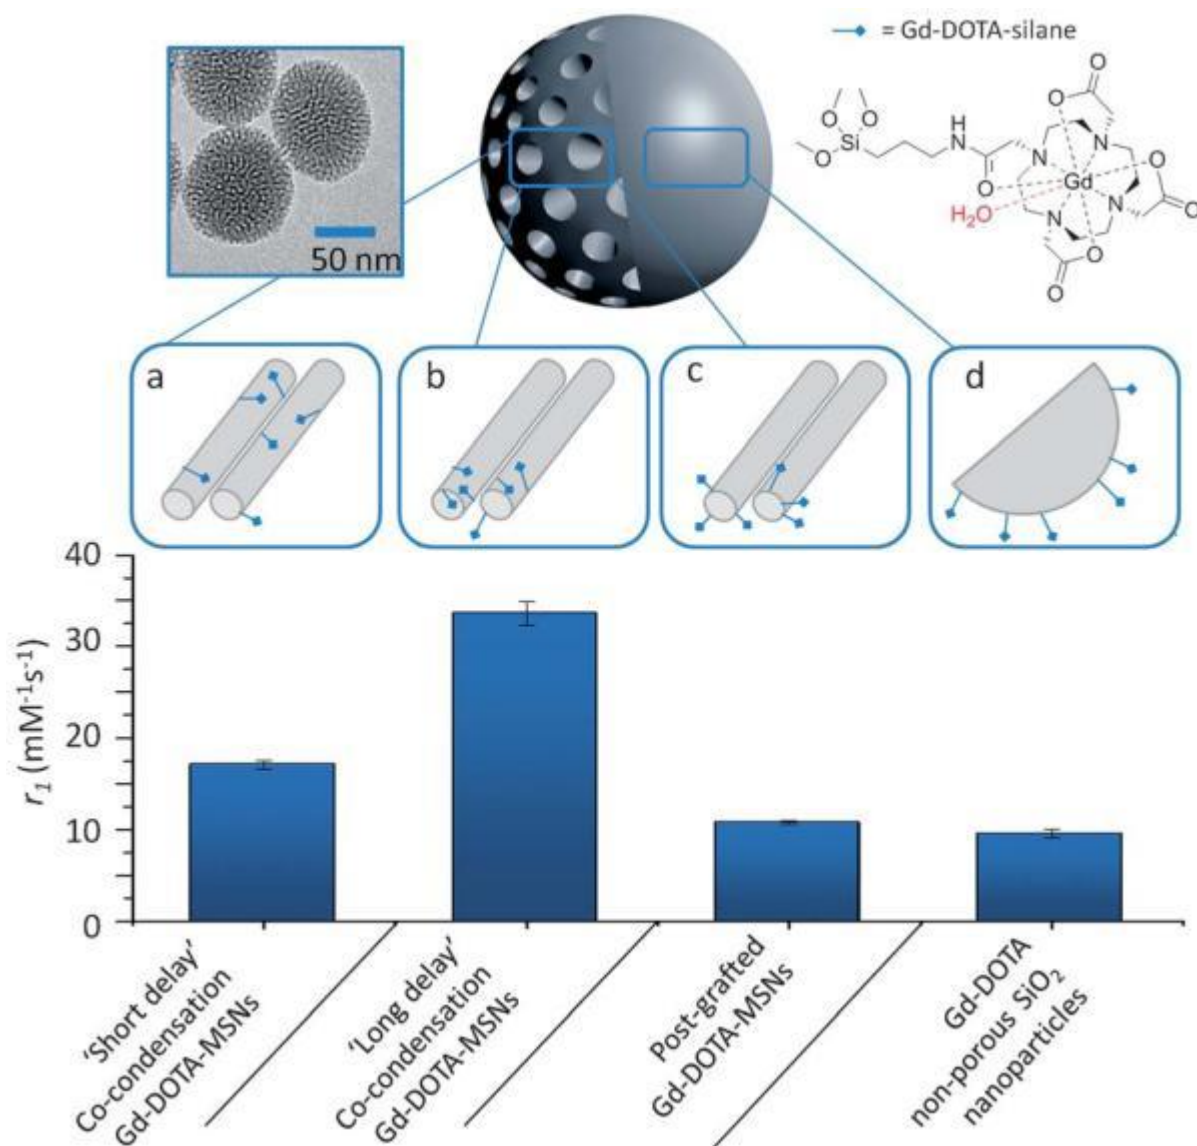 = Gd-DOTA-silane
50 nm
O
O
O
O
O
Si
H
N
O
N
N
N
N
Gd
H₂O
O
O
O
O
a
b
c
d
r₁ (mM⁻¹s⁻¹)
40
30
20
10
0
'Short delay'
Co-condensation
Gd-DOTA-MSNs
'Long delay'
Co-condensation
Gd-DOTA-MSNs
Post-grafted
Gd-DOTA-MSNs
Gd-DOTA
non-porous SiO₂
nanoparticles